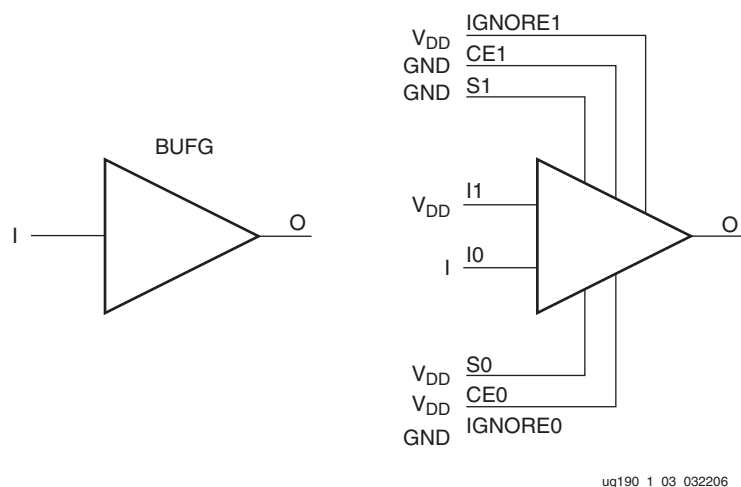 BUFG
I
O
VDD IGNORE1
GND CE1
GND S1
VDD I1
I I0
O
VDD S0
VDD CE0
GND IGNORE0
ug190_1_03_032206